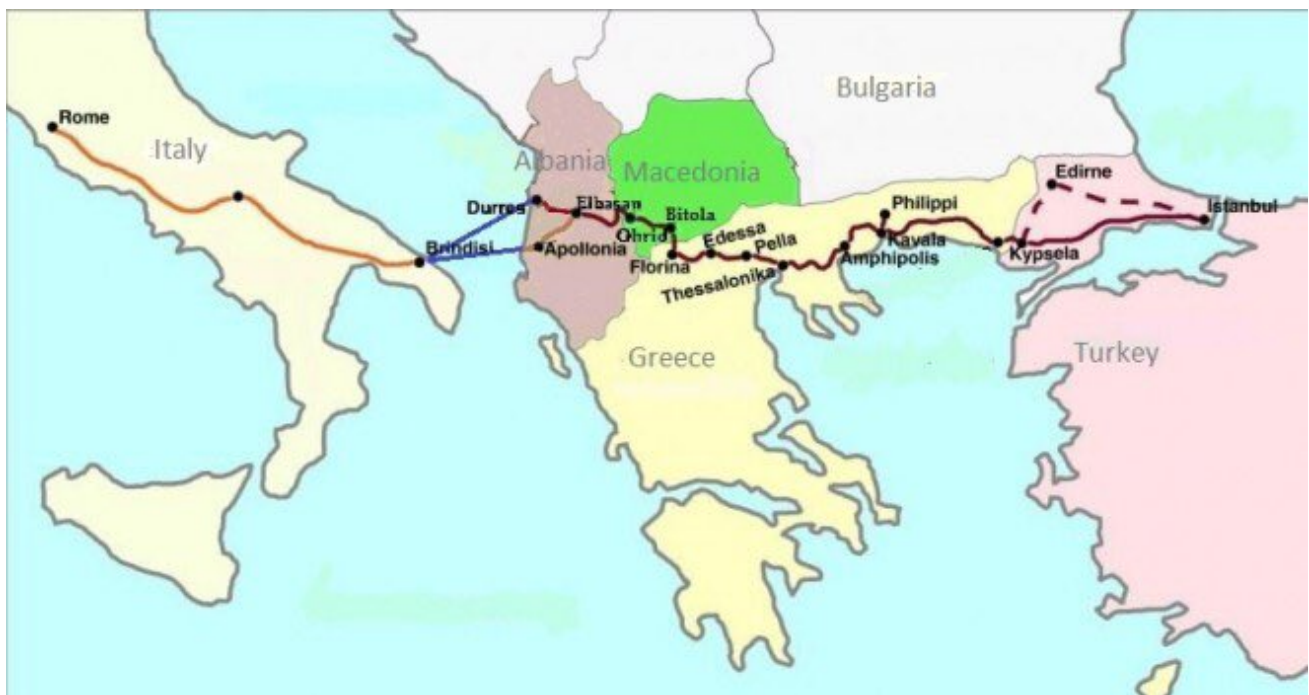 Bulgaria
Rome
Italy
Albania
Macedonia
Edirne
Durres
Elbasan
Bitola
Philippi
Istanbul
Ohrid
Edessa
Kavala
Brindisi
Apollonia
Pella
Amphipolis
Kypsela
Florina
Thessalonika
Greece
Turkey